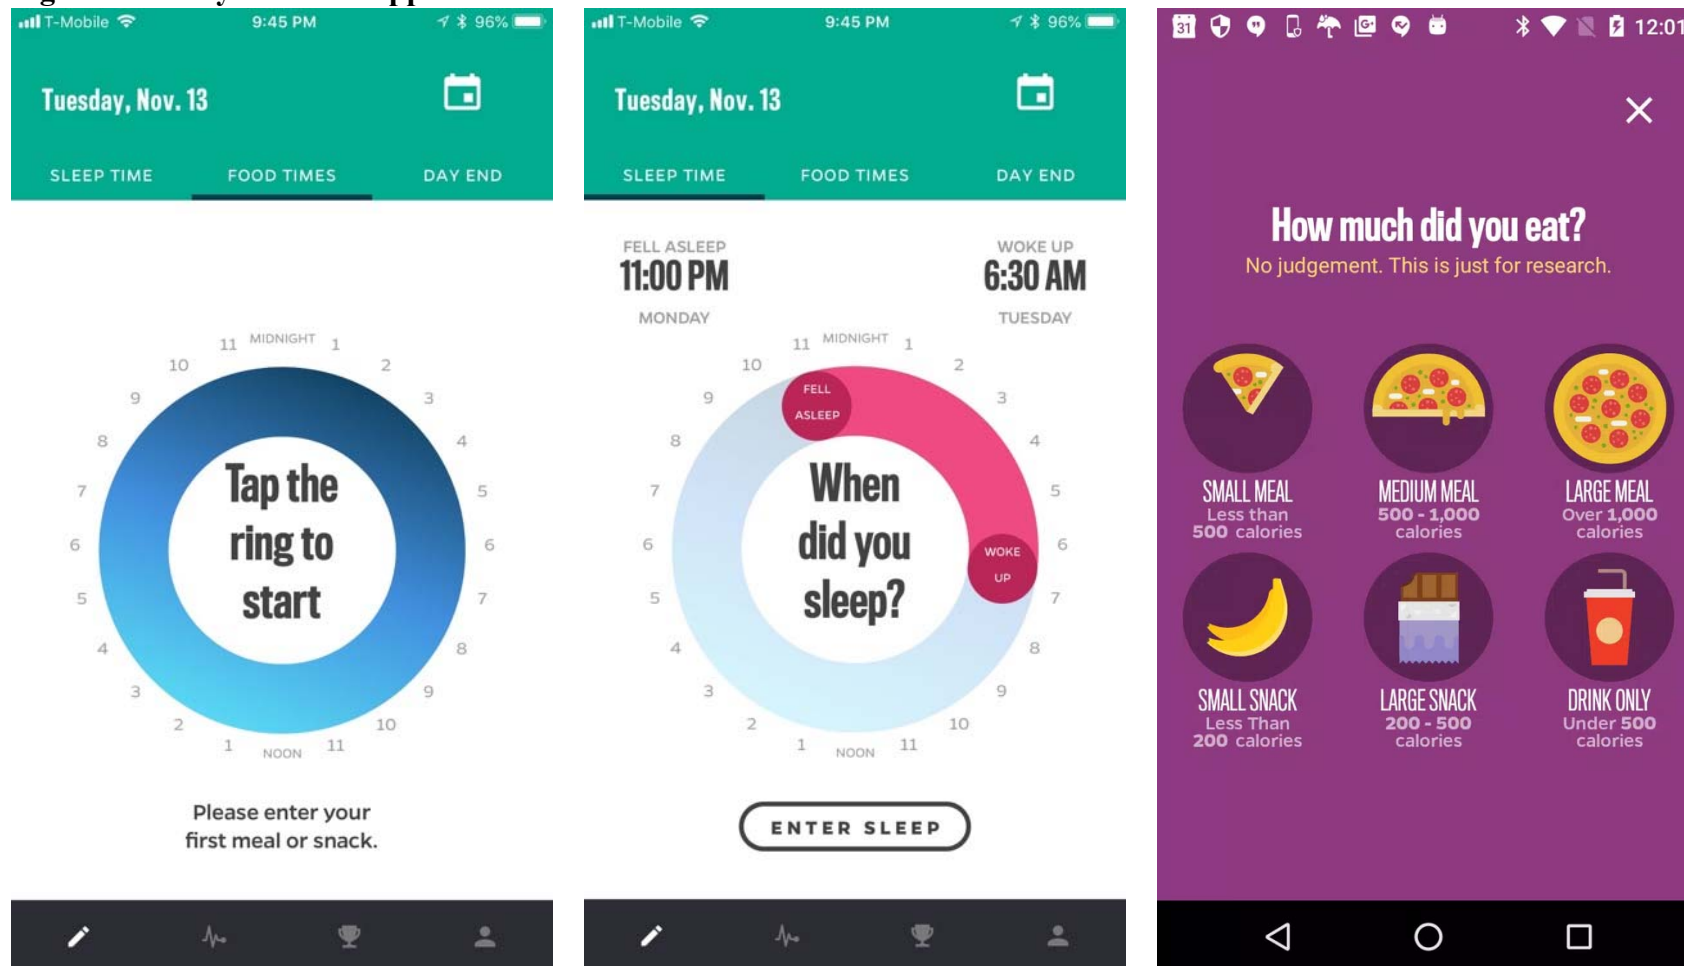 T-Mobile 9:45 PM 96%
Tuesday, Nov. 13
SLEEP TIME FOOD TIMES DAY END
11 MIDNIGHT 1
10 2
9 3
8 4
7 5
6 6
5 7
4 8
3 9
2 10
1 NOON 11
Tap the
ring to
start
Please enter your
first meal or snack.
T-Mobile 9:45 PM 96%
Tuesday, Nov. 13
SLEEP TIME FOOD TIMES DAY END
FELL ASLEEP WOKE UP
11:00 PM 6:30 AM
MONDAY TUESDAY
11 MIDNIGHT 1
10 2
9 3
8 4
7 5
6 6
5 7
4 8
3 9
2 10
1 NOON 11
FELL
ASLEEP
When
did you
sleep?
WOKE
UP
ENTER SLEEP
31 G+ 12:01
How much did you eat?
No judgement. This is just for research.
SMALL MEAL
Less than
500 calories
MEDIUM MEAL
500 - 1,000
calories
LARGE MEAL
Over 1,000
calories
SMALL SNACK
Less Than
200 calories
LARGE SNACK
200 - 500
calories
DRINK ONLY
Under 500
calories